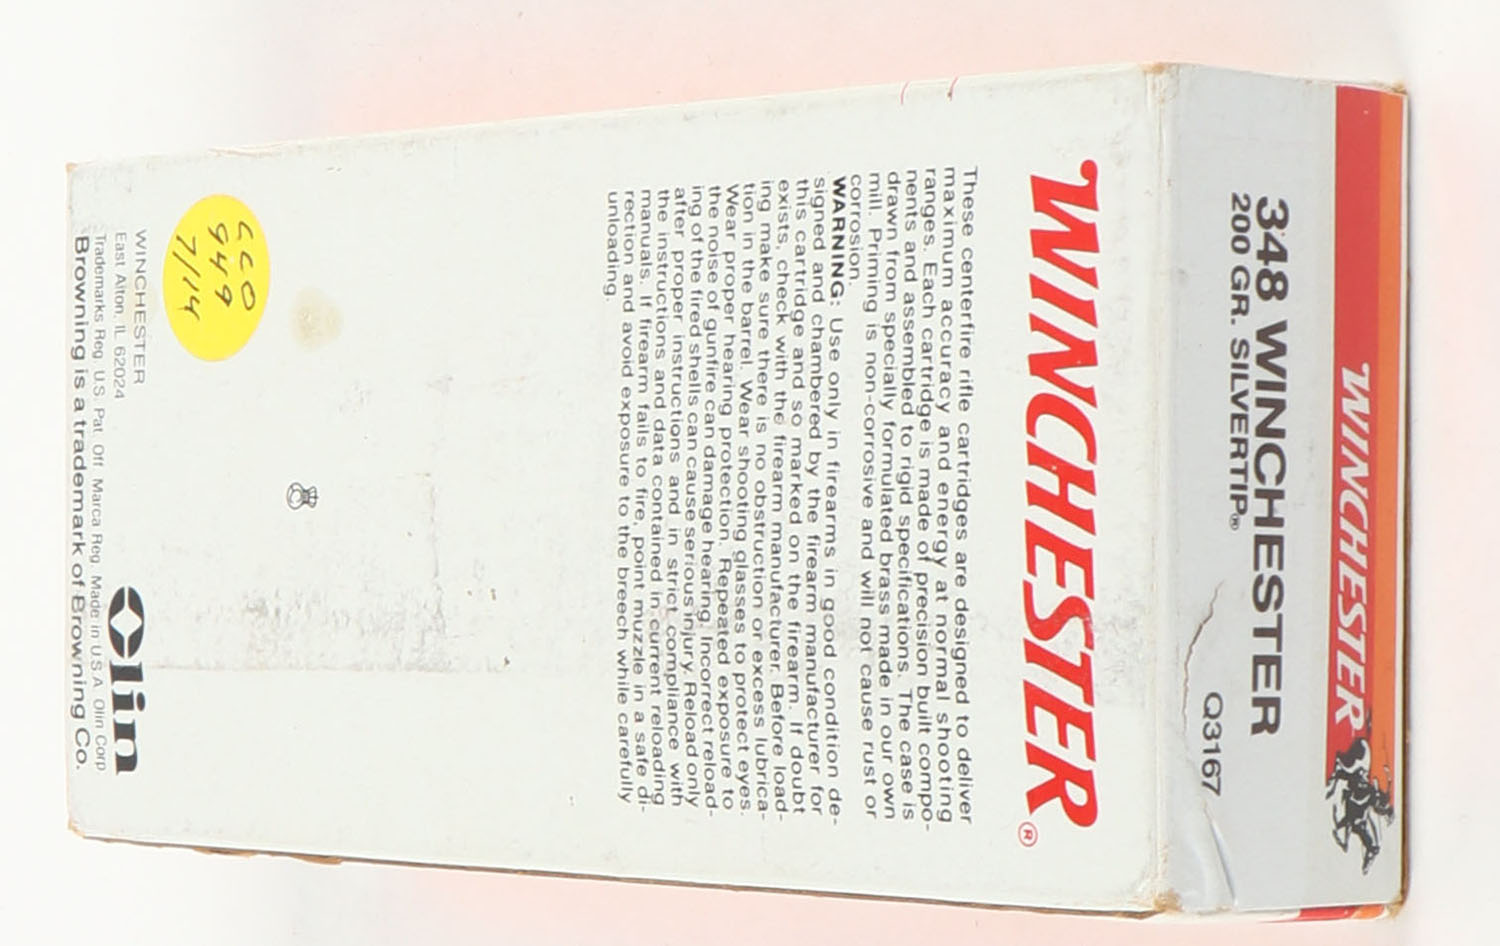 WINCHESTER
348 WINCHESTER
200 GR. SILVERTIP®
Q3167
WINCHESTER®
These centerfire rifle cartridges are designed to deliver
maximum accuracy and energy at normal shooting
ranges. Each cartridge is made of precision built compo-
nents and assembled to rigid specifications. The case is
drawn from specially formulated brass made in our own
mill. Priming is non-corrosive and will not cause rust or
corrosion.
WARNING: Use only in firearms in good condition de-
signed and chambered by the firearm manufacturer for
this cartridge and so marked on the firearm. If doubt
exists, check with the firearm manufacturer. Before load-
ing make sure there is no obstruction or excess lubrica-
tion in the barrel. Wear shooting glasses to protect eyes.
Wear proper hearing protection. Repeated exposure to
the noise of gunfire can damage hearing. Incorrect reload-
ing of the fired shells can cause serious injury. Reload only
after proper instructions and in strict compliance with
the instructions and data contained in current reloading
manuals. If firearm fails to fire, point muzzle in a safe di-
rection and avoid exposure to the breech while carefully
unloading.
7/14
WINCHESTER
East Alton, IL 62024
Trademarks Reg. U.S. Pat. Off. Marca Reg. Made in U.S.A. Olin Corp
Browning is a trademark of Browning Co.
Olin